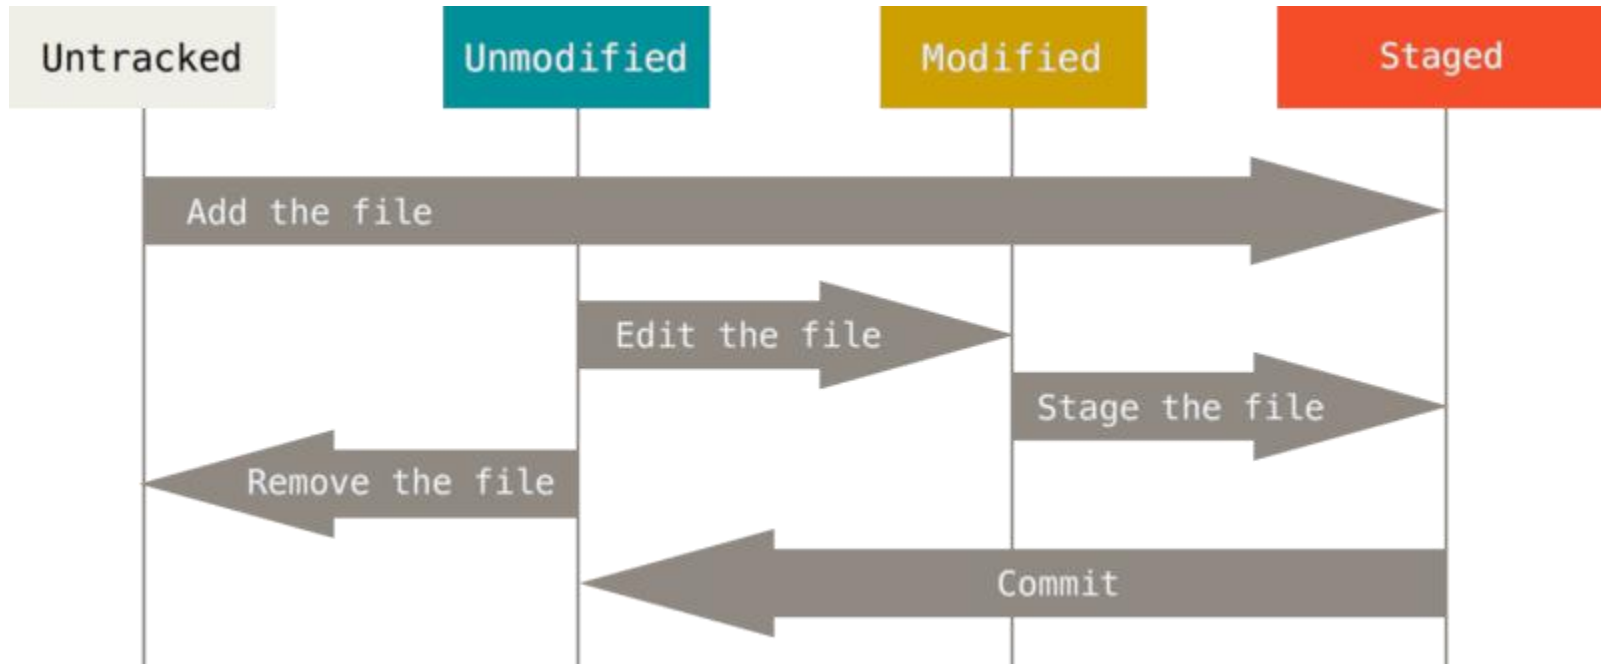 Untracked
Unmodified
Modified
Staged
Add the file
Edit the file
Stage the file
Remove the file
Commit